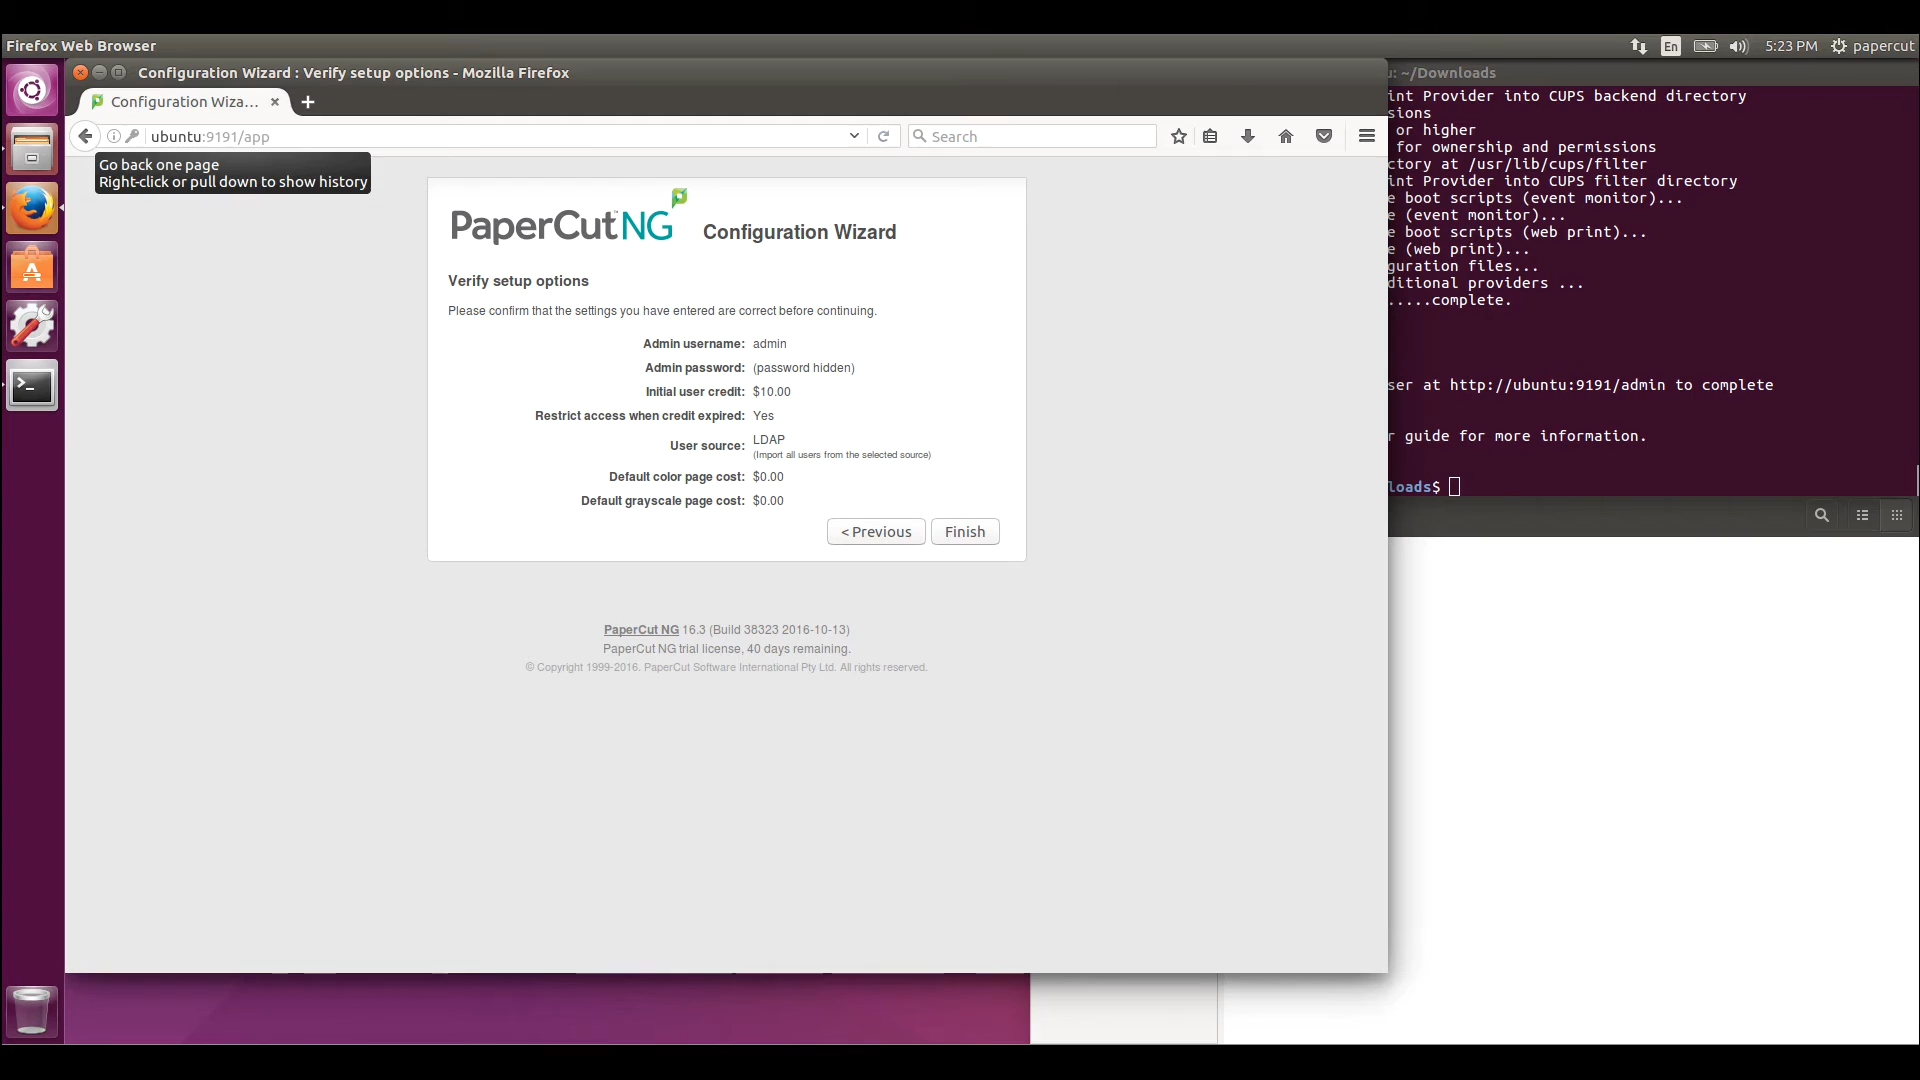 Firefox Web Browser
En
5:23 PM
papercut
Configuration Wizard : Verify setup options - Mozilla Firefox
Configuration Wiza...
ubuntu:9191/app
Search
Go back one page
Right-click or pull down to show history
PaperCut NG
Configuration Wizard
Verify setup options
Please confirm that the settings you have entered are correct before continuing.
Admin username: admin
Admin password: (password hidden)
Initial user credit: $10.00
Restrict access when credit expired: Yes
User source: LDAP
(Import all users from the selected source)
Default color page cost: $0.00
Default grayscale page cost: $0.00
< Previous
Finish
PaperCut NG 16.3 (Build 38323 2016-10-13)
PaperCut NG trial license, 40 days remaining.
© Copyright 1999-2016. PaperCut Software International Pty Ltd. All rights reserved.
u: ~/Downloads
int Provider into CUPS backend directory
sions
or higher
for ownership and permissions
ctory at /usr/lib/cups/filter
int Provider into CUPS filter directory
e boot scripts (event monitor)...
e (event monitor)...
e boot scripts (web print)...
e (web print)...
guration files...
ditional providers ...
.....complete.
ser at http://ubuntu:9191/admin to complete
r guide for more information.
loads$